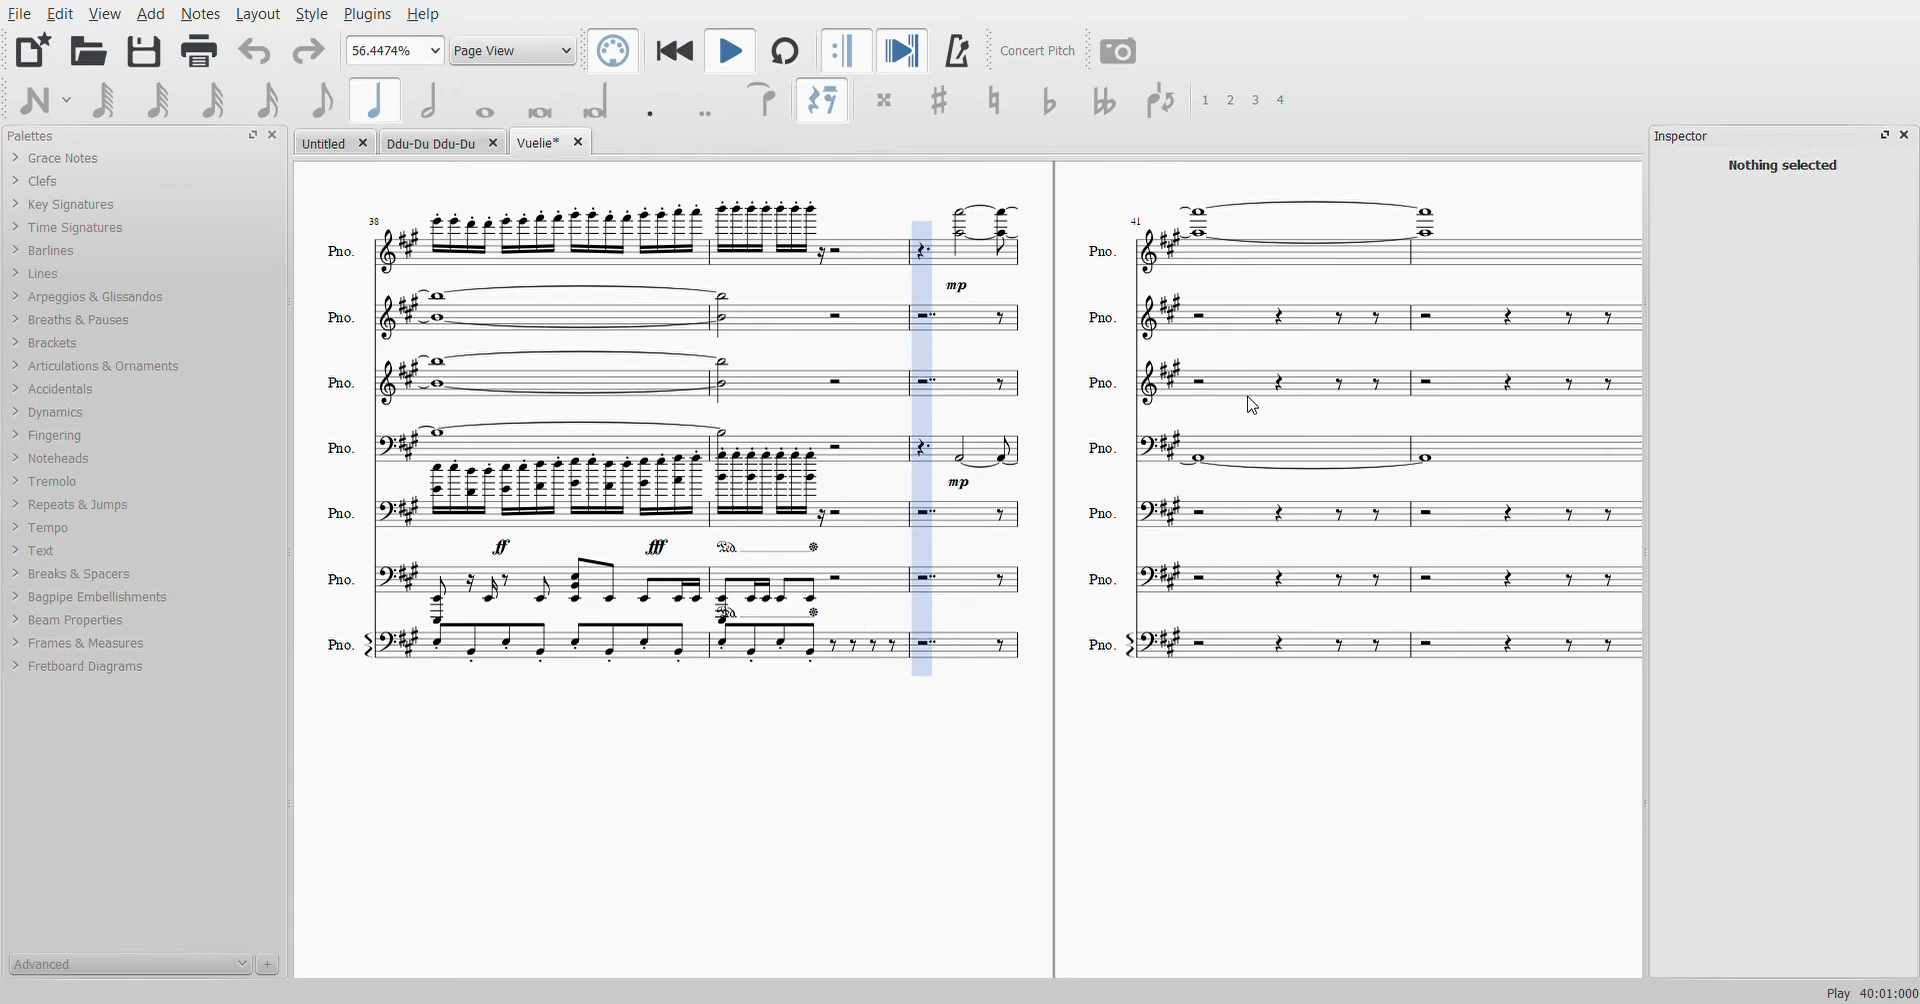 File Edit View Add Notes Layout Style Plugins Help
56.4474% Page View Concert Pitch
1 2 3 4
Palettes
Grace Notes
Clefs
Key Signatures
Time Signatures
Barlines
Lines
Arpeggios & Glissandos
Breaths & Pauses
Brackets
Articulations & Ornaments
Accidentals
Dynamics
Fingering
Noteheads
Tremolo
Repeats & Jumps
Tempo
Text
Breaks & Spacers
Bagpipe Embellishments
Beam Properties
Frames & Measures
Fretboard Diagrams
Advanced +
Untitled Ddu-Du Ddu-Du Vuelie*
38
Pno.
mp
Pno.
Pno.
Pno.
mp
Pno.
ff fff
Pno.
Pno.
41
Pno.
Pno.
Pno.
Pno.
Pno.
Pno.
Pno.
Inspector
Nothing selected
Play 40:01:000